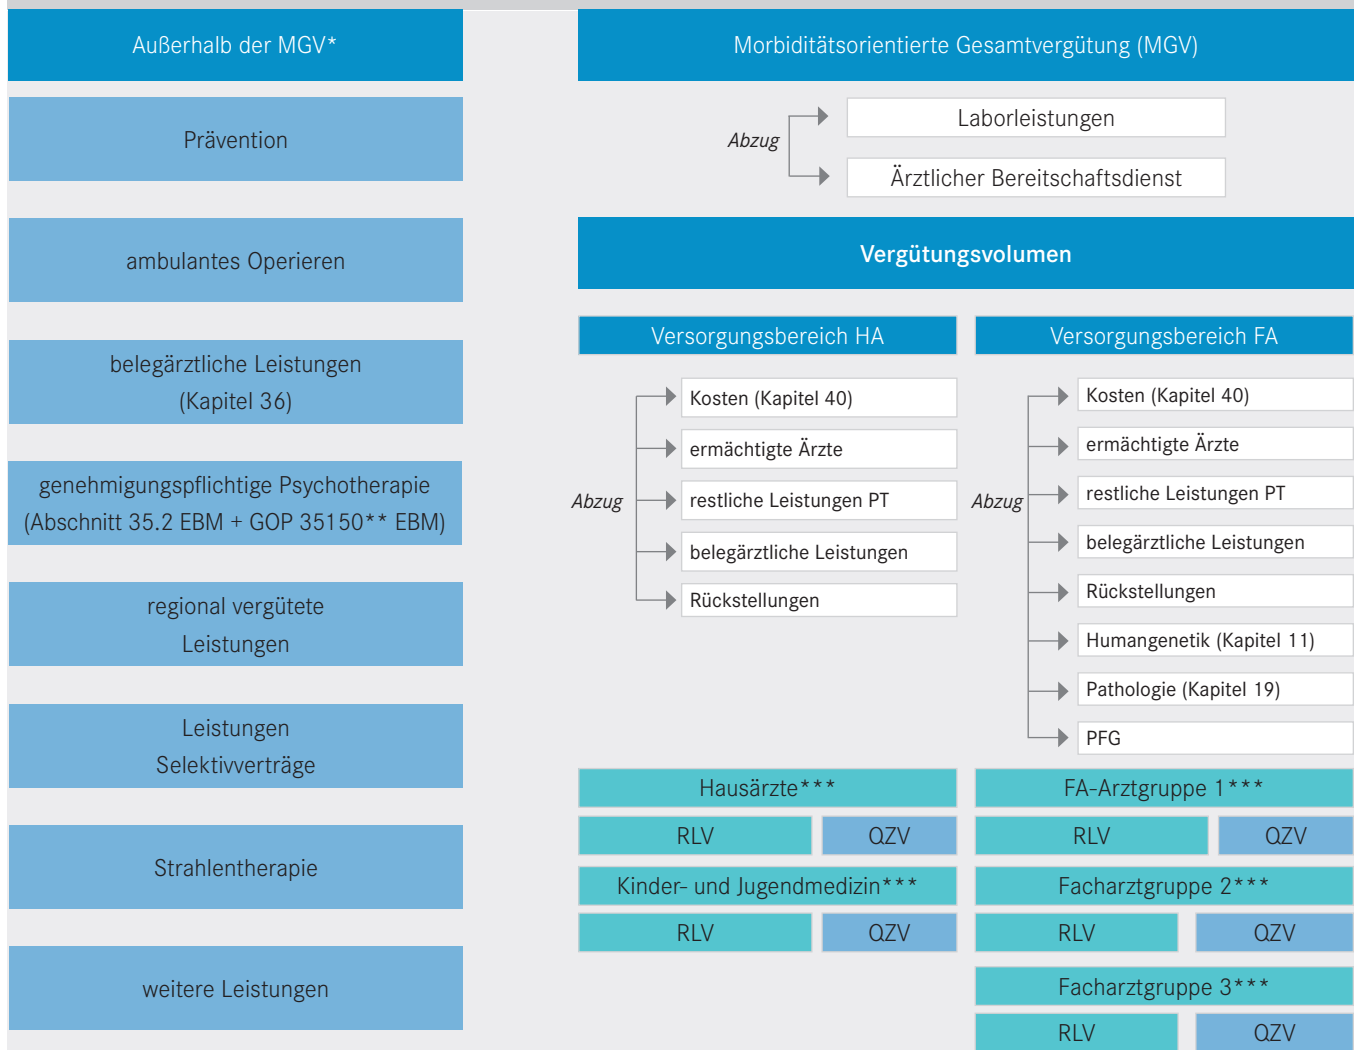 Außerhalb der MGV*
Prävention
ambulantes Operieren
belegärztliche Leistungen
(Kapitel 36)
genehmigungspflichtige Psychotherapie
(Abschnitt 35.2 EBM + GOP 35150** EBM)
regional vergütete
Leistungen
Leistungen
Selektivverträge
Strahlentherapie
weitere Leistungen
Morbiditätsorientierte Gesamtvergütung (MGV)
Abzug
Laborleistungen
Ärztlicher Bereitschaftsdienst
Vergütungsvolumen
Versorgungsbereich HA
Abzug
Kosten (Kapitel 40)
ermächtigte Ärzte
restliche Leistungen PT
belegärztliche Leistungen
Rückstellungen
Versorgungsbereich FA
Abzug
Kosten (Kapitel 40)
ermächtigte Ärzte
restliche Leistungen PT
belegärztliche Leistungen
Rückstellungen
Humangenetik (Kapitel 11)
Pathologie (Kapitel 19)
PFG
Hausärzte***
RLV QZV
Kinder- und Jugendmedizin***
RLV QZV
FA-Arztgruppe 1***
RLV QZV
Facharztgruppe 2***
RLV QZV
Facharztgruppe 3***
RLV QZV